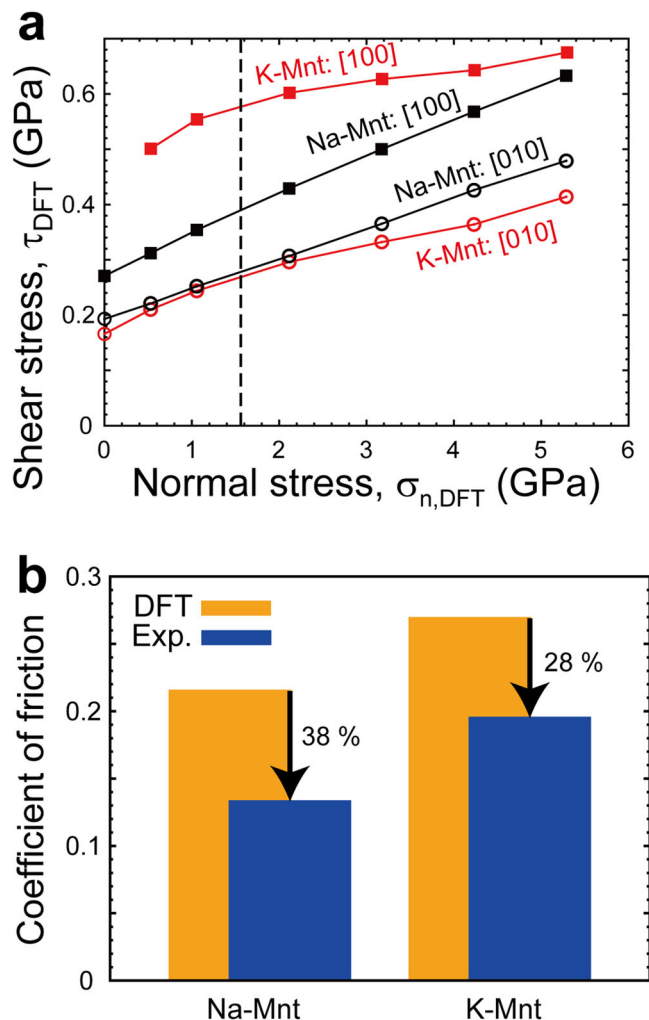 a
Shear stress, τDFT (GPa)
0.6
0.4
0.2
0
K-Mnt: [100]
Na-Mnt: [100]
Na-Mnt: [010]
K-Mnt: [010]
0 1 2 3 4 5 6
Normal stress, σn,DFT (GPa)
b
Coefficient of friction
0.3
0.2
0.1
0
DFT
Exp.
38 %
28 %
Na-Mnt K-Mnt